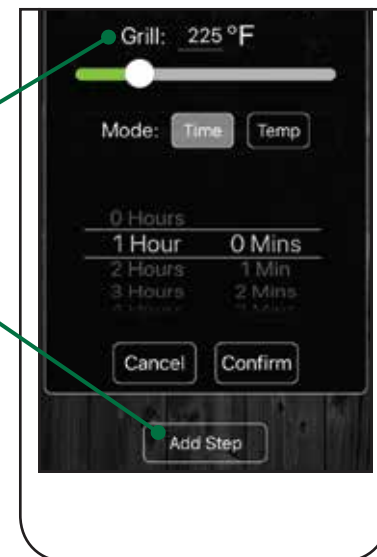 Grill: 225 °F
Mode: Time Temp
0 Hours
1 Hour 0 Mins
2 Hours 1 Min
3 Hours 2 Mins
Cancel Confirm
Add Step